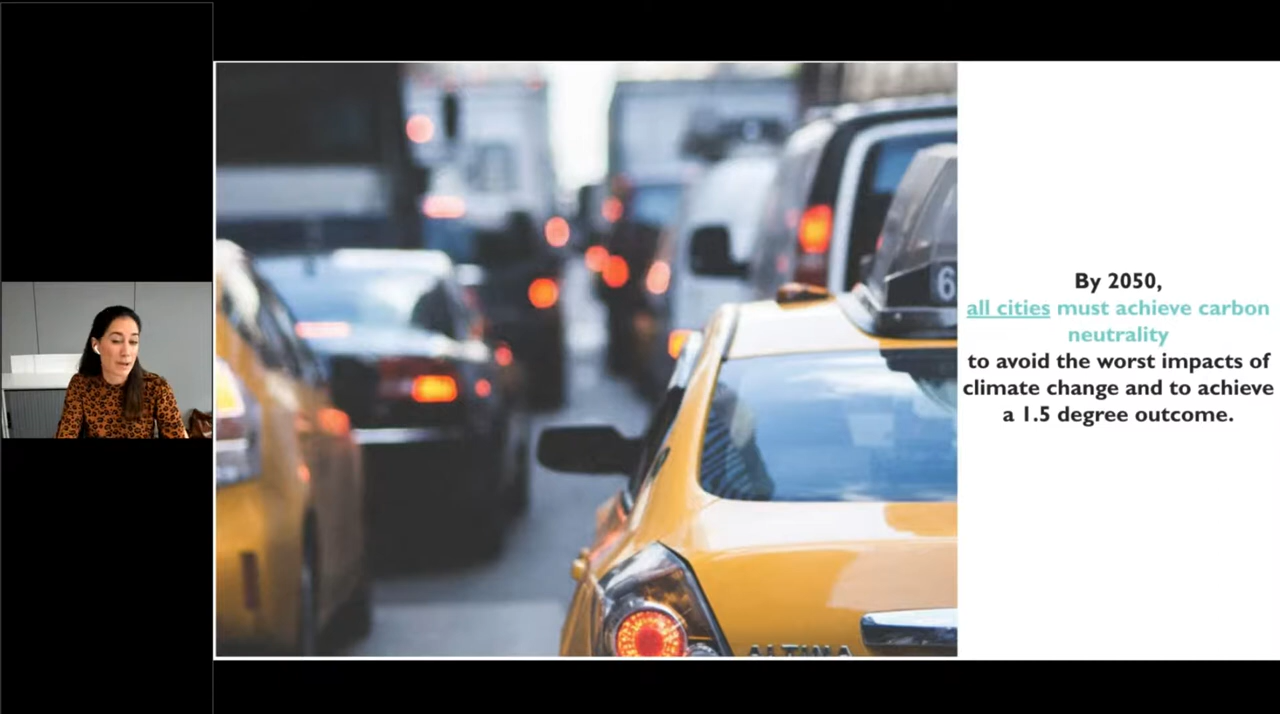 6
By 2050,
all cities must achieve carbon
neutrality
to avoid the worst impacts of
climate change and to achieve
a 1.5 degree outcome.
ALTIMA